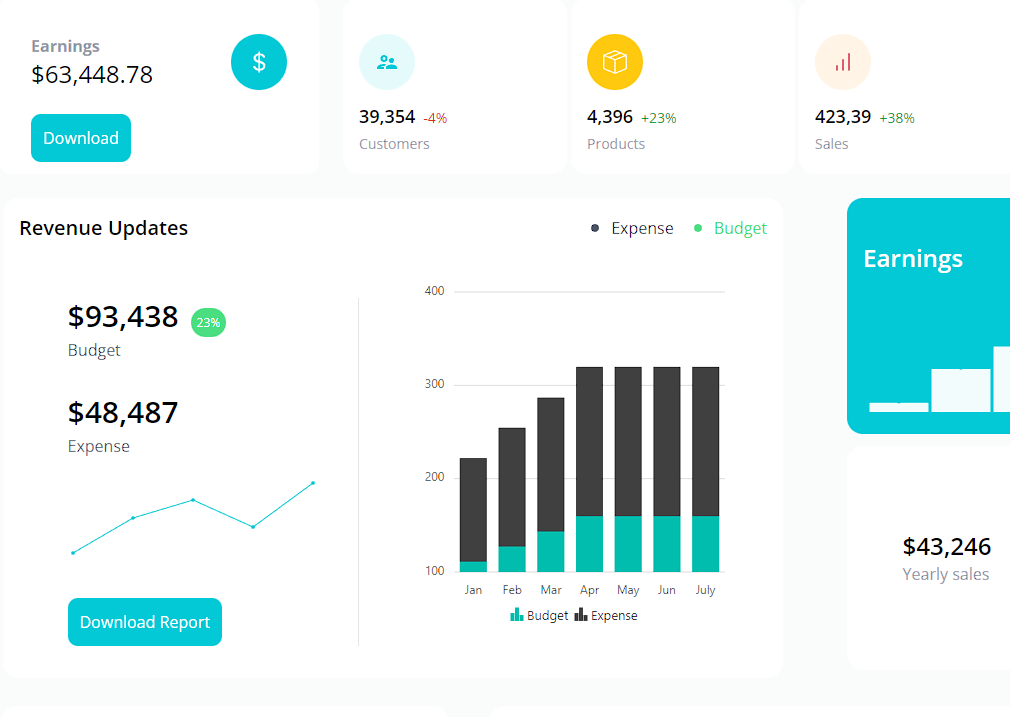 Earnings
$63,448.78
$
Download
39,354 -4%
Customers
4,396 +23%
Products
423,39 +38%
Sales
Revenue Updates
Expense Budget
$93,438 23%
Budget
$48,487
Expense
Download Report
400
300
200
100
Jan Feb Mar Apr May Jun July
Budget Expense
Earnings
$43,246
Yearly sales